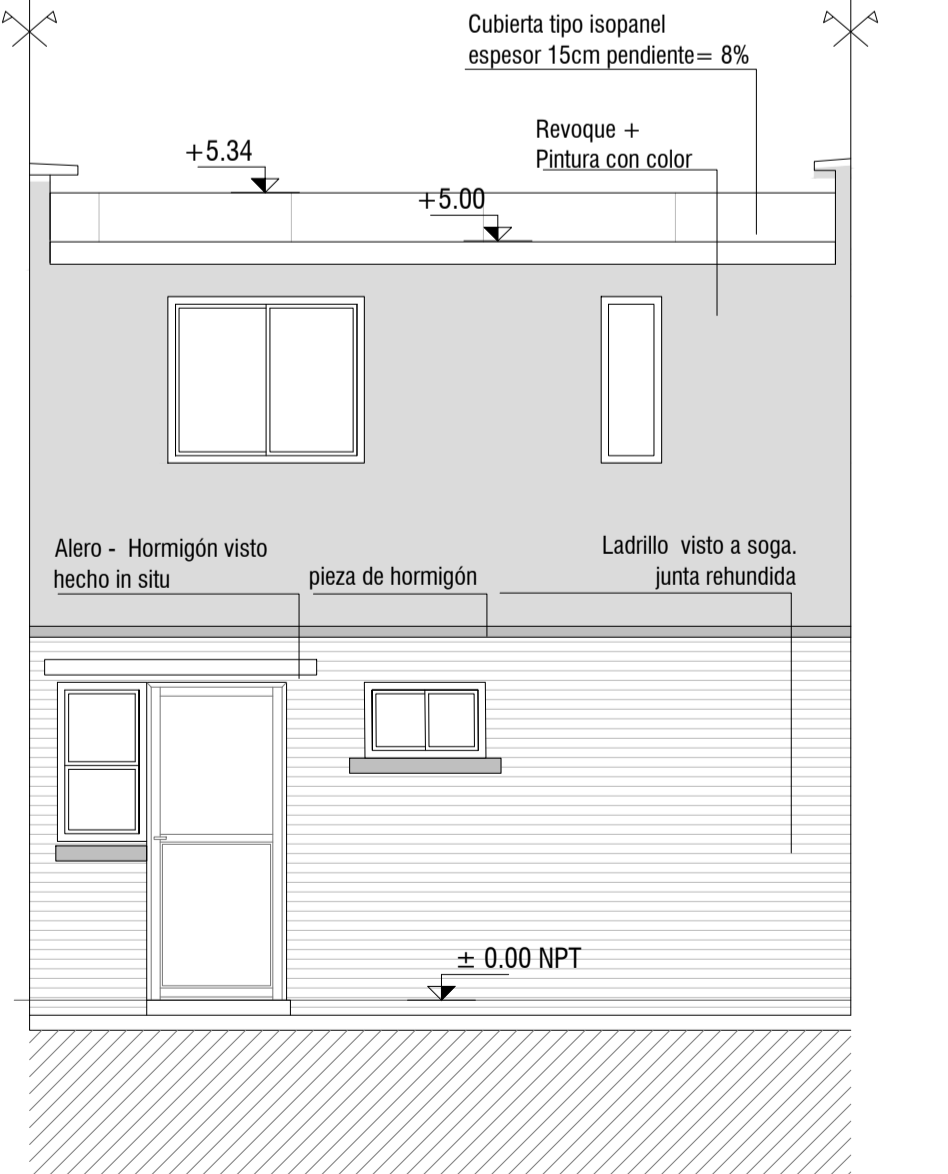 Cubierta tipo isopanel
espesor 15cm pendiente= 8%
Revoque +
Pintura con color
+5.34
+5.00
Alero - Hormigón visto
hecho in situ
pieza de hormigón
Ladrillo visto a soga.
junta rehundida
± 0.00 NPT